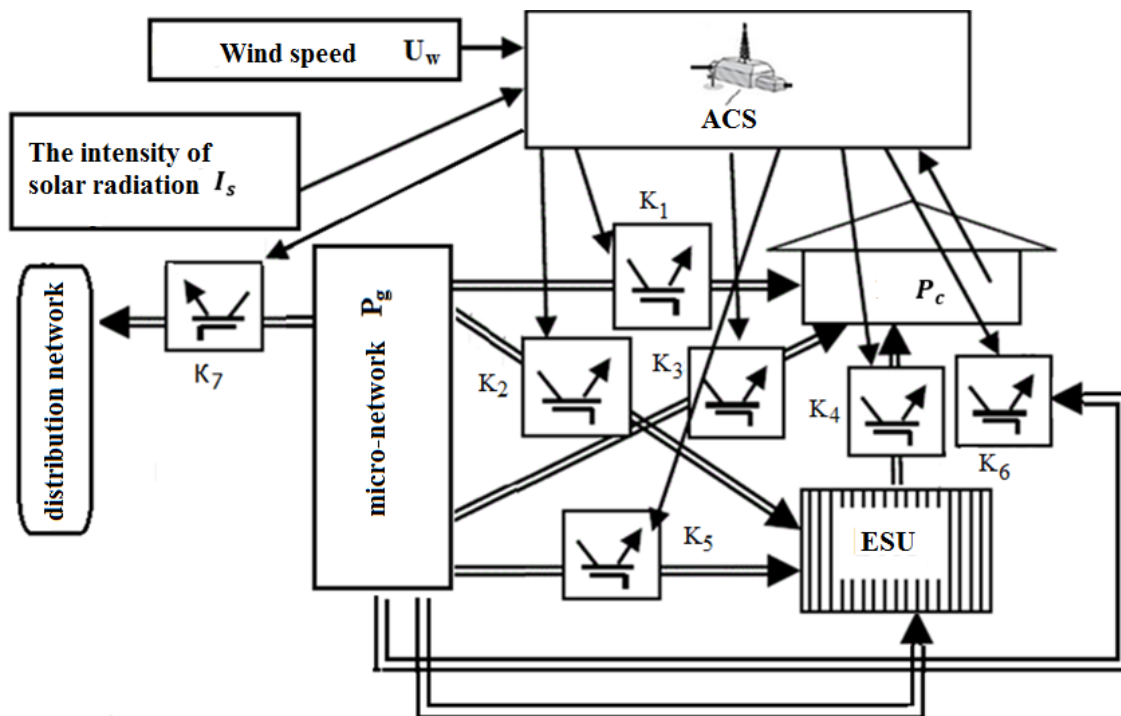 Wind speed U_w
ACS
The intensity of
solar radiation I_s
K_1
P_c
distribution network
K_7
micro-network P_g
K_2
K_3
K_4
K_6
K_5
ESU